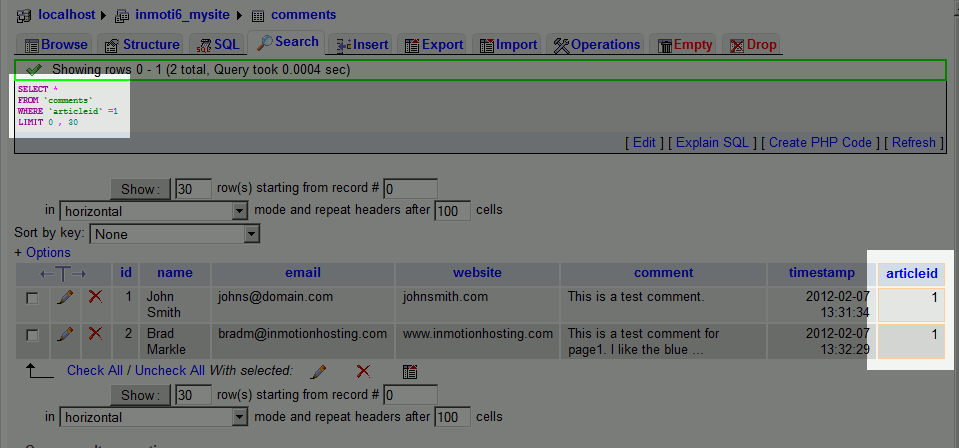 localhost ▸ inmoti6_mysite ▸ comments
Browse Structure SQL Search Insert Export Import Operations Empty Drop
Showing rows 0 - 1 (2 total, Query took 0.0004 sec)
SELECT *
FROM `comments`
WHERE `articleid` =1
LIMIT 0 , 30
[ Edit ] [ Explain SQL ] [ Create PHP Code ] [ Refresh ]
Show : 30 row(s) starting from record # 0
in horizontal mode and repeat headers after 100 cells
Sort by key: None
+ Options
←T→ id name email website comment timestamp articleid
1 John johns@domain.com johnsmith.com This is a test comment. 2012-02-07 1
Smith 13:31:34
2 Brad bradm@inmotionhosting.com www.inmotionhosting.com This is a test comment for 2012-02-07 1
Markle page1. I like the blue ... 13:32:29
Check All / Uncheck All With selected:
Show : 30 row(s) starting from record # 0
in horizontal mode and repeat headers after 100 cells